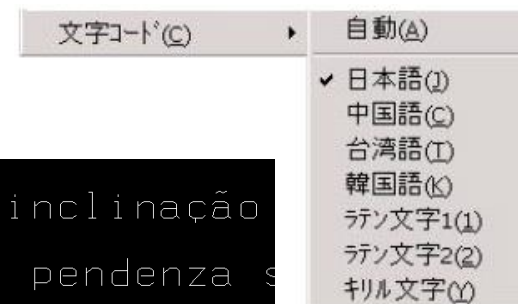 文字ｺｰﾄﾞ(C)
自動(A)
日本語(J)
中国語(C)
台湾語(T)
韓国語(K)
ﾗﾃﾝ文字1(1)
ﾗﾃﾝ文字2(2)
ｷﾘﾙ文字(Y)
inclinação
pendenza s